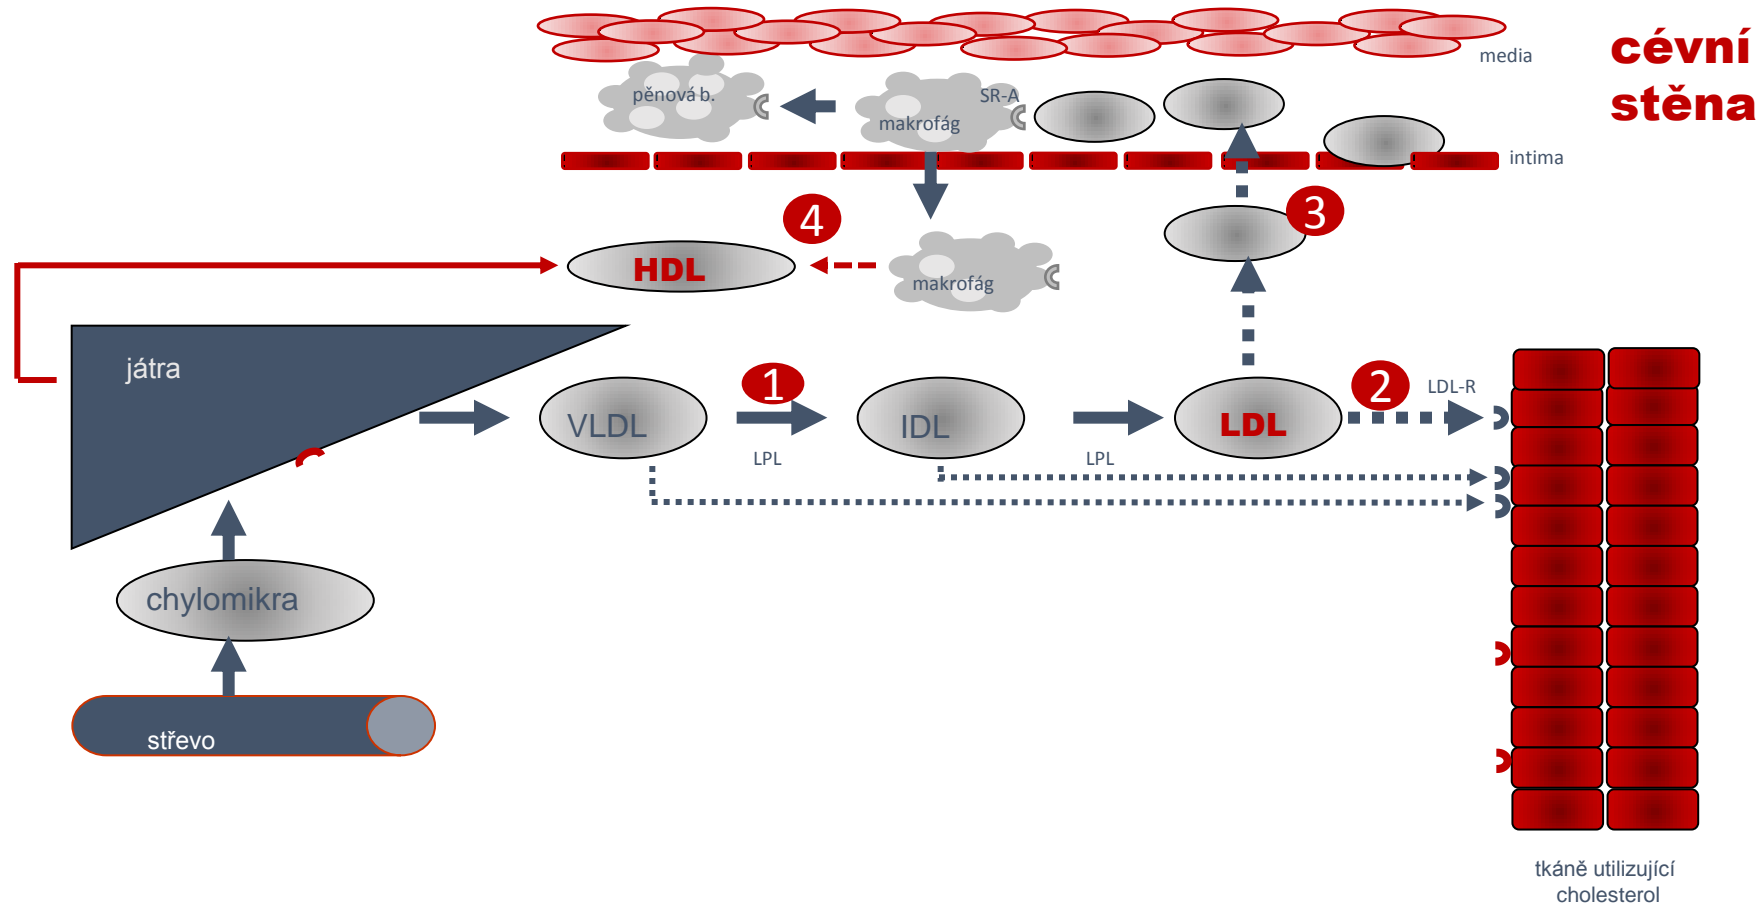 cévní
stěna
media
pěnová b.
SR-A
makrofág
intima
4
3
HDL
makrofág
játra
1
2
LDL-R
VLDL
IDL
LDL
LPL
LPL
chylomikra
střevo
tkáně utilizující
cholesterol